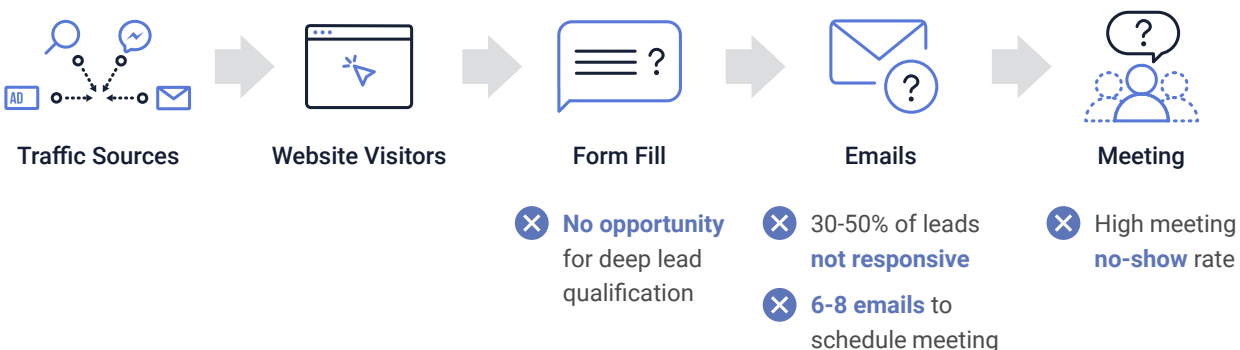 AD
?
?
?
Traffic Sources
Website Visitors
Form Fill
Emails
Meeting
No opportunity
for deep lead
qualification
30-50% of leads
not responsive
6-8 emails to
schedule meeting
High meeting
no-show rate